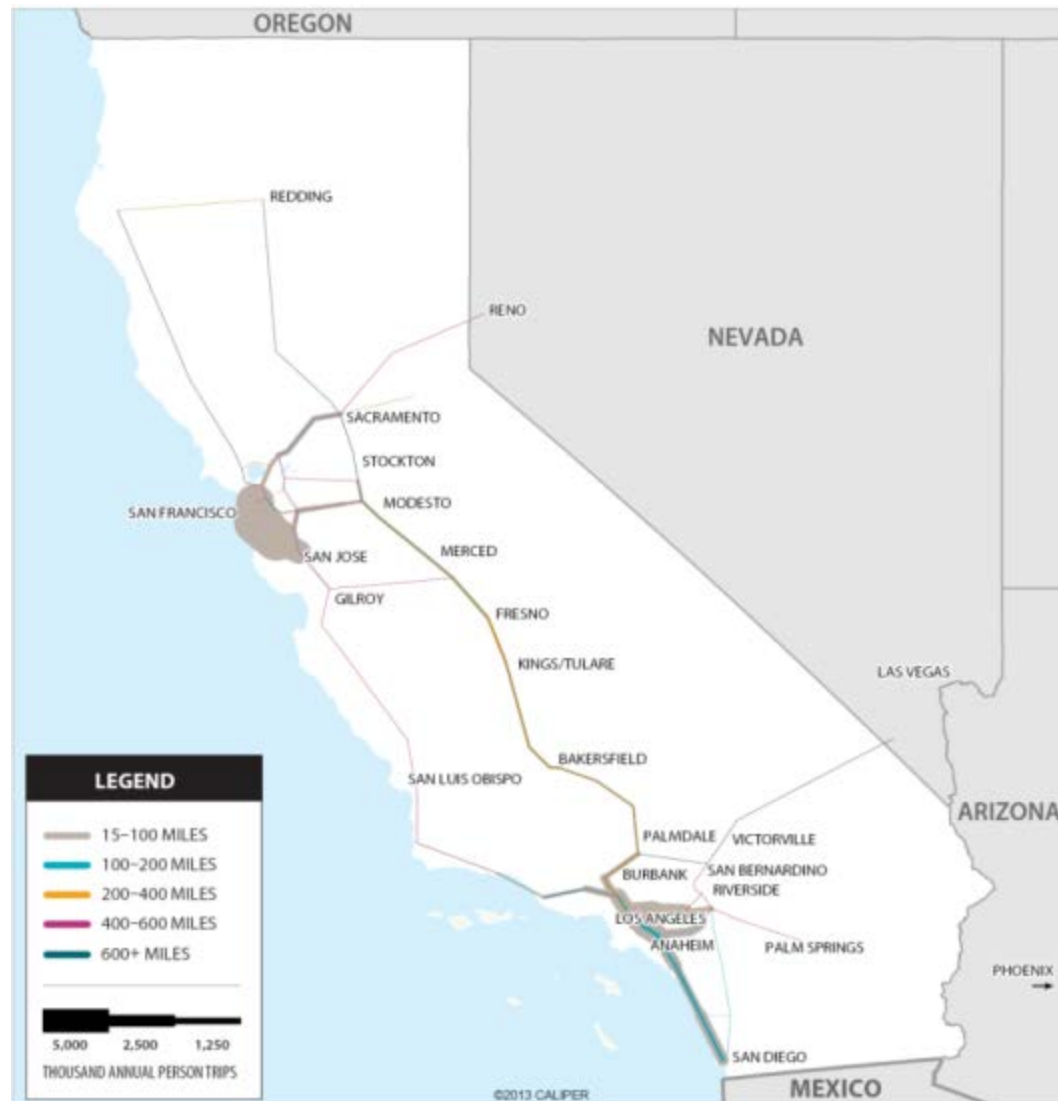 OREGON
REDDING
RENO
NEVADA
SACRAMENTO
STOCKTON
SAN FRANCISCO
MODESTO
SAN JOSE
MERCED
GILROY
FRESNO
KINGS/TULARE
LAS VEGAS
BAKERSFIELD
SAN LUIS OBISPO
ARIZONA
PALMDALE
VICTORVILLE
BURBANK
SAN BERNARDINO
RIVERSIDE
LOS ANGELES
ANAHEIM
PALM SPRINGS
PHOENIX
SAN DIEGO
MEXICO
LEGEND
15–100 MILES
100–200 MILES
200–400 MILES
400–600 MILES
600+ MILES
5,000 2,500 1,250
THOUSAND ANNUAL PERSON TRIPS
©2013 CALIPER